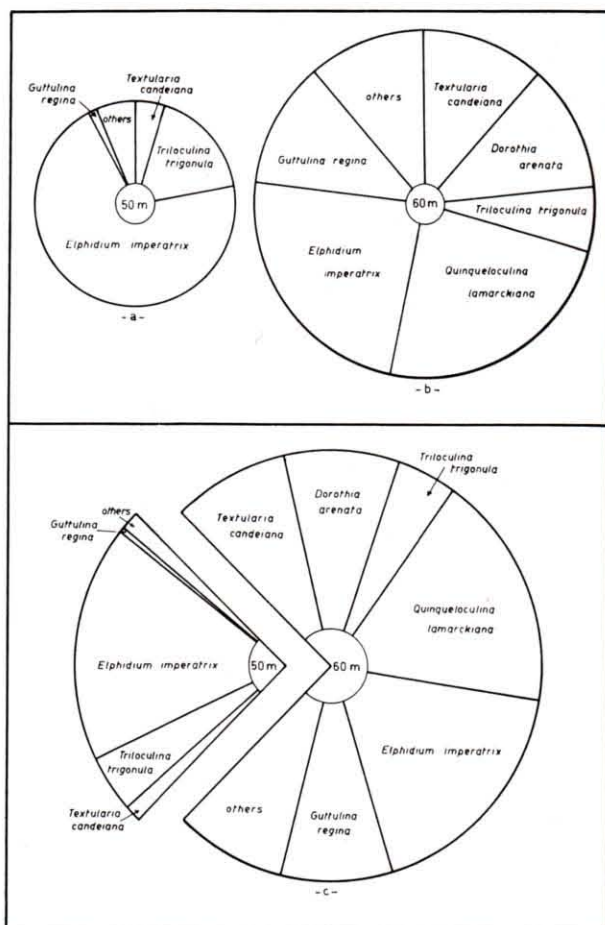 Guttulina
regina
Textularia
candeiana
others
Triloculina
trigonula
50 m
Elphidium imperatrix
- a -
others
Textularia
candeiana
Guttulina regina
Dorothia
arenata
60 m
Triloculina trigonula
Elphidium
imperatrix
Quinqueloculina
lamarckiana
- b -
Triloculina
trigonula
others
Guttulina
regina
Textularia
candeiana
Dorothia
arenata
Quinqueloculina
lamarckiana
Elphidium imperatrix
50 m
60 m
Triloculina
trigonula
Elphidium imperatrix
Textularia
candeiana
others
Guttulina
regina
- c -